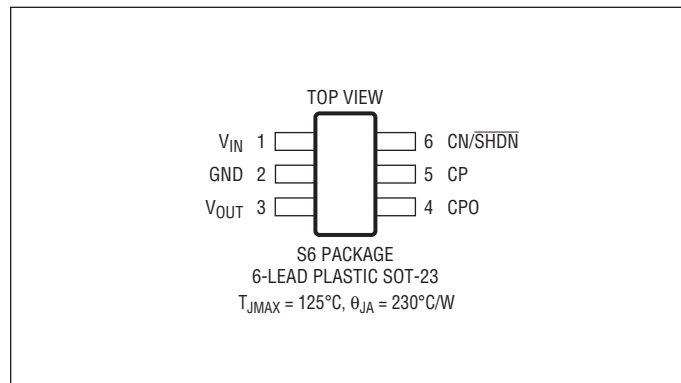 TOP VIEW
V_IN 1
GND 2
V_OUT 3
6 CN/S̅H̅D̅N̅
5 CP
4 CPO
S6 PACKAGE
6-LEAD PLASTIC SOT-23
T_JMAX = 125°C, θ_JA = 230°C/W